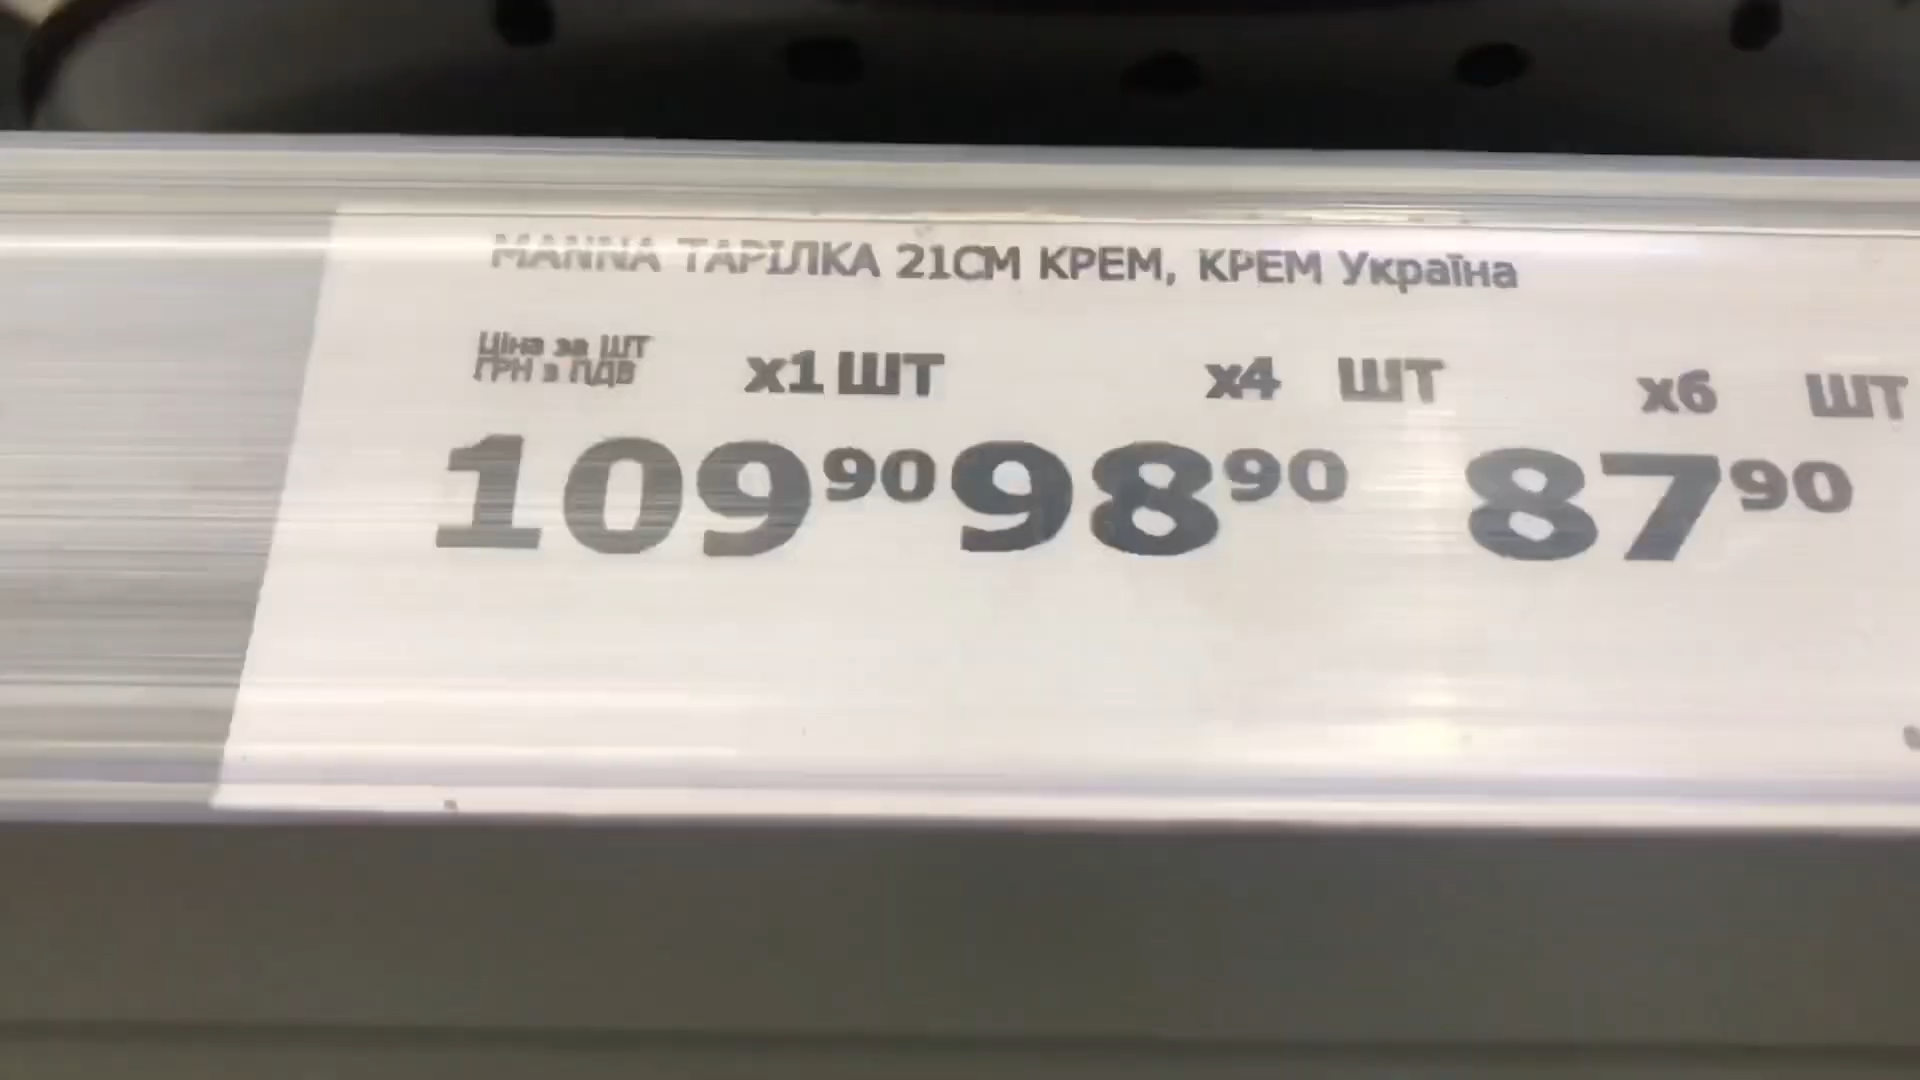 MANNA ТАРІЛКА 21СМ КРЕМ, КРЕМ Україна
Ціна за ШТ
ГРН з ПДВ
x1 ШТ x4 ШТ x6 ШТ
109 90 98 90 87 90